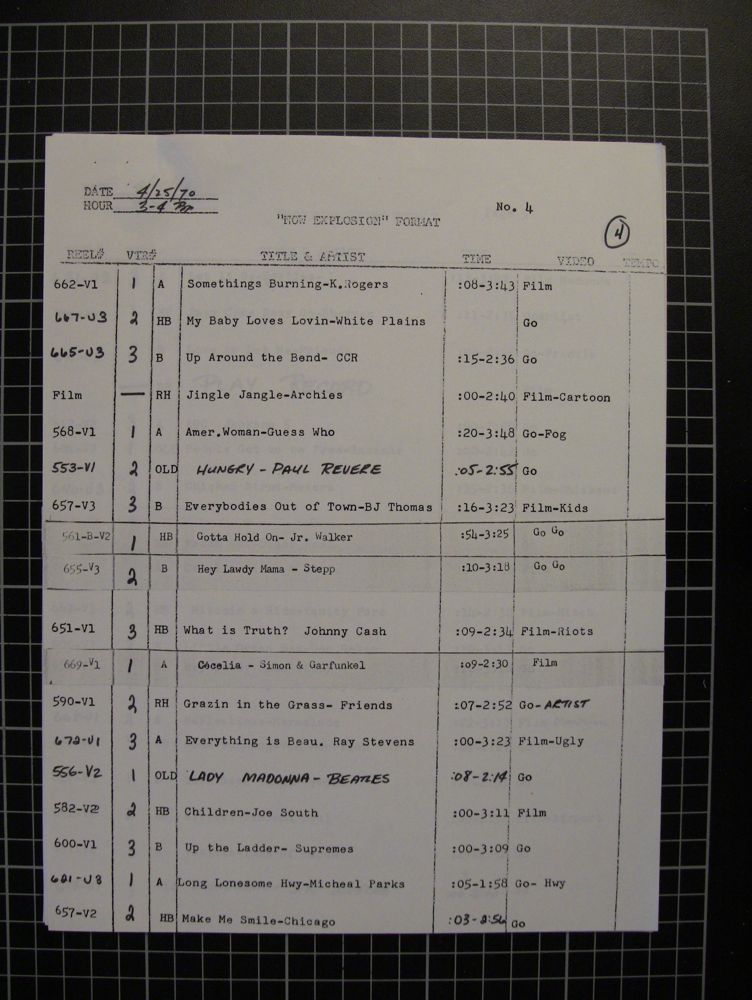 DATE 4/25/70
HOUR 3-4 PM
No. 4
"NOW EXPLOSION" FORMAT
4
REEL# VTR# TITLE & ARTIST TIME VIDEO TEMPO
662-V1 1 A Somethings Burning-K.Rogers :08-3:43 Film
667-U3 2 HB My Baby Loves Lovin-White Plains Go
665-U3 3 B Up Around the Bend- CCR :15-2:36 Go
Film — RH Jingle Jangle-Archies :00-2:40 Film-Cartoon
568-V1 1 A Amer.Woman-Guess Who :20-3:48 Go-Fog
553-V1 2 OLD HUNGRY - PAUL REVERE :05-2:55 Go
657-V3 3 B Everybodies Out of Town-BJ Thomas :16-3:23 Film-Kids
561-B-V2 1 HB Gotta Hold On- Jr. Walker :54-3:25 Go Go
655-V3 2 B Hey Lawdy Mama - Stepp :10-3:18 Go Go
651-V1 3 HB What is Truth? Johnny Cash :09-2:34 Film-Riots
669-V1 1 A Cecelia - Simon & Garfunkel :09-2:30 Film
590-V1 2 RH Grazin in the Grass- Friends :07-2:52 Go-ARTIST
672-U1 3 A Everything is Beau. Ray Stevens :00-3:23 Film-Ugly
556-V2 1 OLD LADY MADONNA - BEATLES :08-2:14 Go
582-V2 2 HB Children-Joe South :00-3:11 Film
600-V1 3 B Up the Ladder- Supremes :00-3:09 Go
1 A Long Lonesome Hwy-Micheal Parks :05-1:58 Go- Hwy
657-V2 2 HB Make Me Smile-Chicago :03-2:56 Go